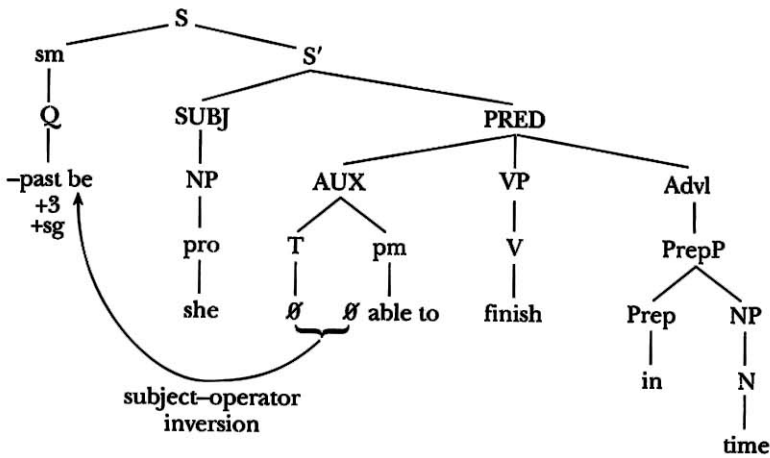 S
sm S′
Q SUBJ PRED
–past be NP AUX VP Advl
+3
+sg
pro T pm V PrepP
she Ø Ø able to finish Prep NP
in N
subject–operator
inversion
time